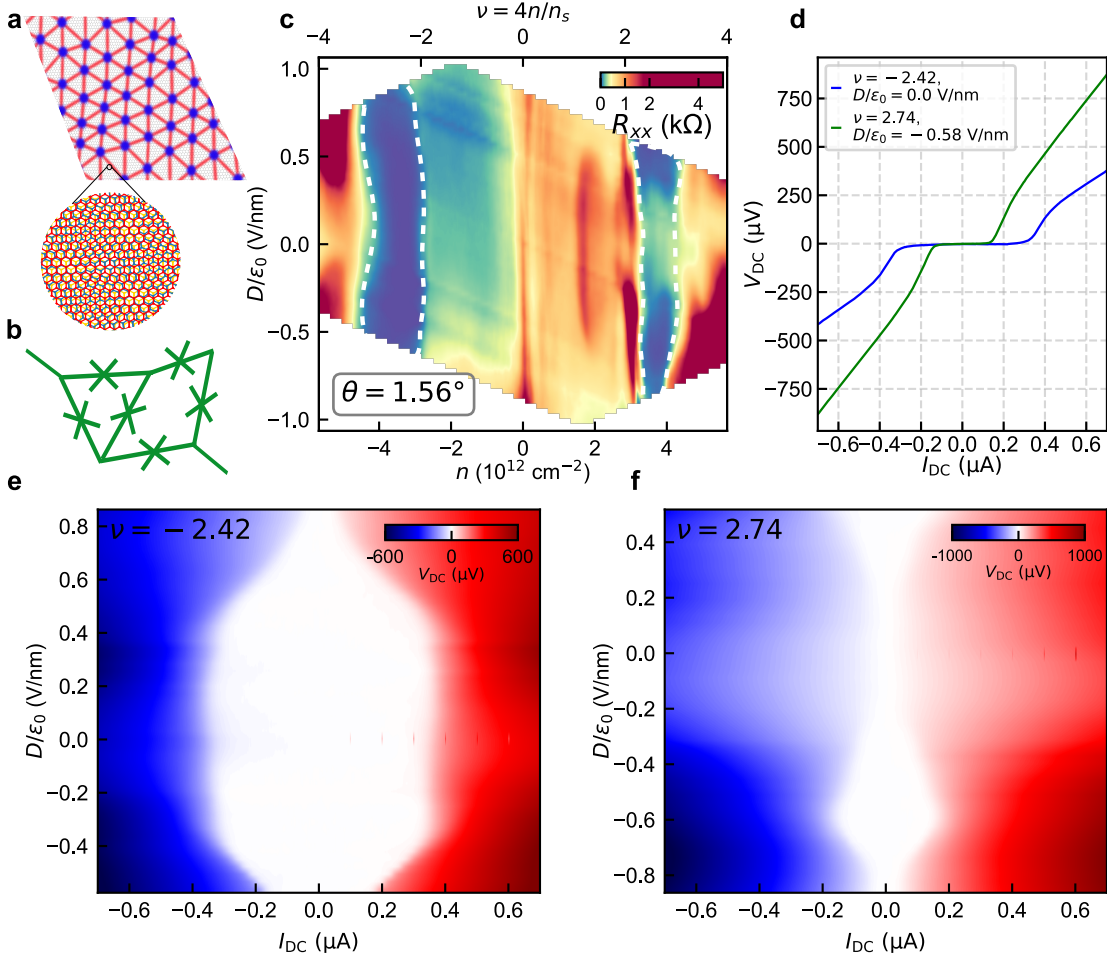 a
c
ν = 4n/nₛ
−4
−2
0
2
4
1.0
0.5
0.0
−0.5
−1.0
D/ε₀ (V/nm)
0 1 2 4
Rₓₓ (kΩ)
θ = 1.56°
−4
−2
0
2
4
n (10¹² cm⁻²)
b
d
ν = −2.42,
D/ε₀ = 0.0 V/nm
ν = 2.74,
D/ε₀ = −0.58 V/nm
750
500
250
0
−250
−500
−750
V_DC (μV)
−0.6 −0.4 −0.2 0.0 0.2 0.4 0.6
I_DC (μA)
e
ν = −2.42
-600 0 600
V_DC (μV)
0.8
0.6
0.4
0.2
0.0
−0.2
−0.4
D/ε₀ (V/nm)
−0.6 −0.4 −0.2 0.0 0.2 0.4 0.6
I_DC (μA)
f
ν = 2.74
-1000 0 1000
V_DC (μV)
0.4
0.2
0.0
−0.2
−0.4
−0.6
−0.8
D/ε₀ (V/nm)
−0.6 −0.4 −0.2 0.0 0.2 0.4 0.6
I_DC (μA)